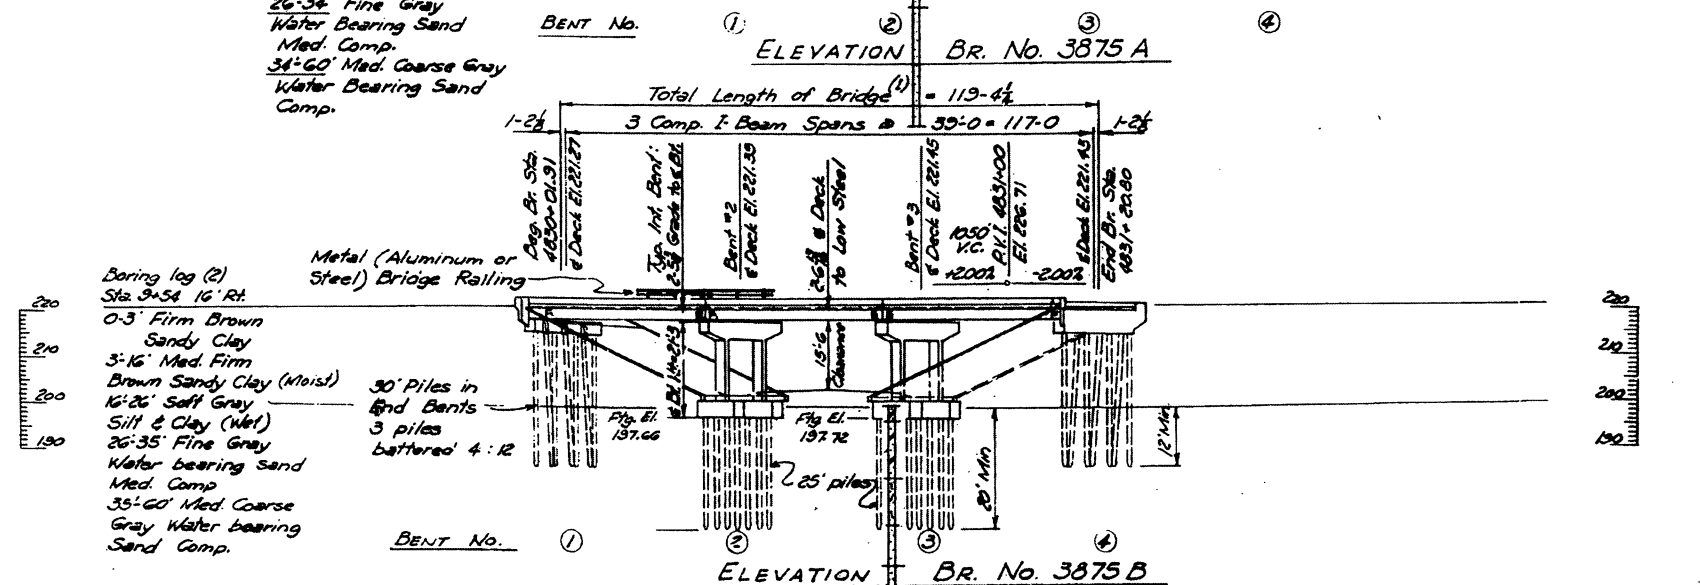 26-34 Fine Gray
Water Bearing Sand
Med. Comp.
34'-60' Med. Coarse Gray
Water Bearing Sand
Comp.
BENT No.
1
2
3
4
ELEVATION BR. No. 3875 A
Total Length of Bridge (1) = 119-4¼
1-2⅛
3 Comp. I-Beam Spans @ 39'-0 = 117-0
1-2⅛
Beg. Br. Sta.
4830+01.91
¢ Deck El. 221.27
Typ. Int. Bent:
Grade to ¢ Bt.
Bent #2
¢ Deck El. 221.39
¢ Deck
to Low Steel
Bent #3
¢ Deck El. 221.45
1050'
V.C.
P.V.I. 4831+00
El. 226.71
+2.00%
-2.00%
¢ Deck El. 221.43
End Br. Sta.
4831+20.80
Metal (Aluminum or
Steel) Bridge Railing
Boring log (2)
Sta. 9+54 16' Rt.
0-3' Firm Brown
Sandy Clay
3'-16' Med. Firm
Brown Sandy Clay (Moist)
16'-26' Soft Gray
Silt & Clay (Wet)
26'-35' Fine Gray
Water bearing Sand
Med. Comp
35'-60' Med. Coarse
Gray Water bearing
Sand Comp.
220
210
200
190
30' Piles in
End Bents
3 piles
battered 4:12
Ftg. El.
197.66
15'-6
Clearance
Ftg. El.
197.72
25' piles
20' Min
12' Min
220
210
200
190
BENT No.
1
2
3
4
ELEVATION BR. No. 3875 B